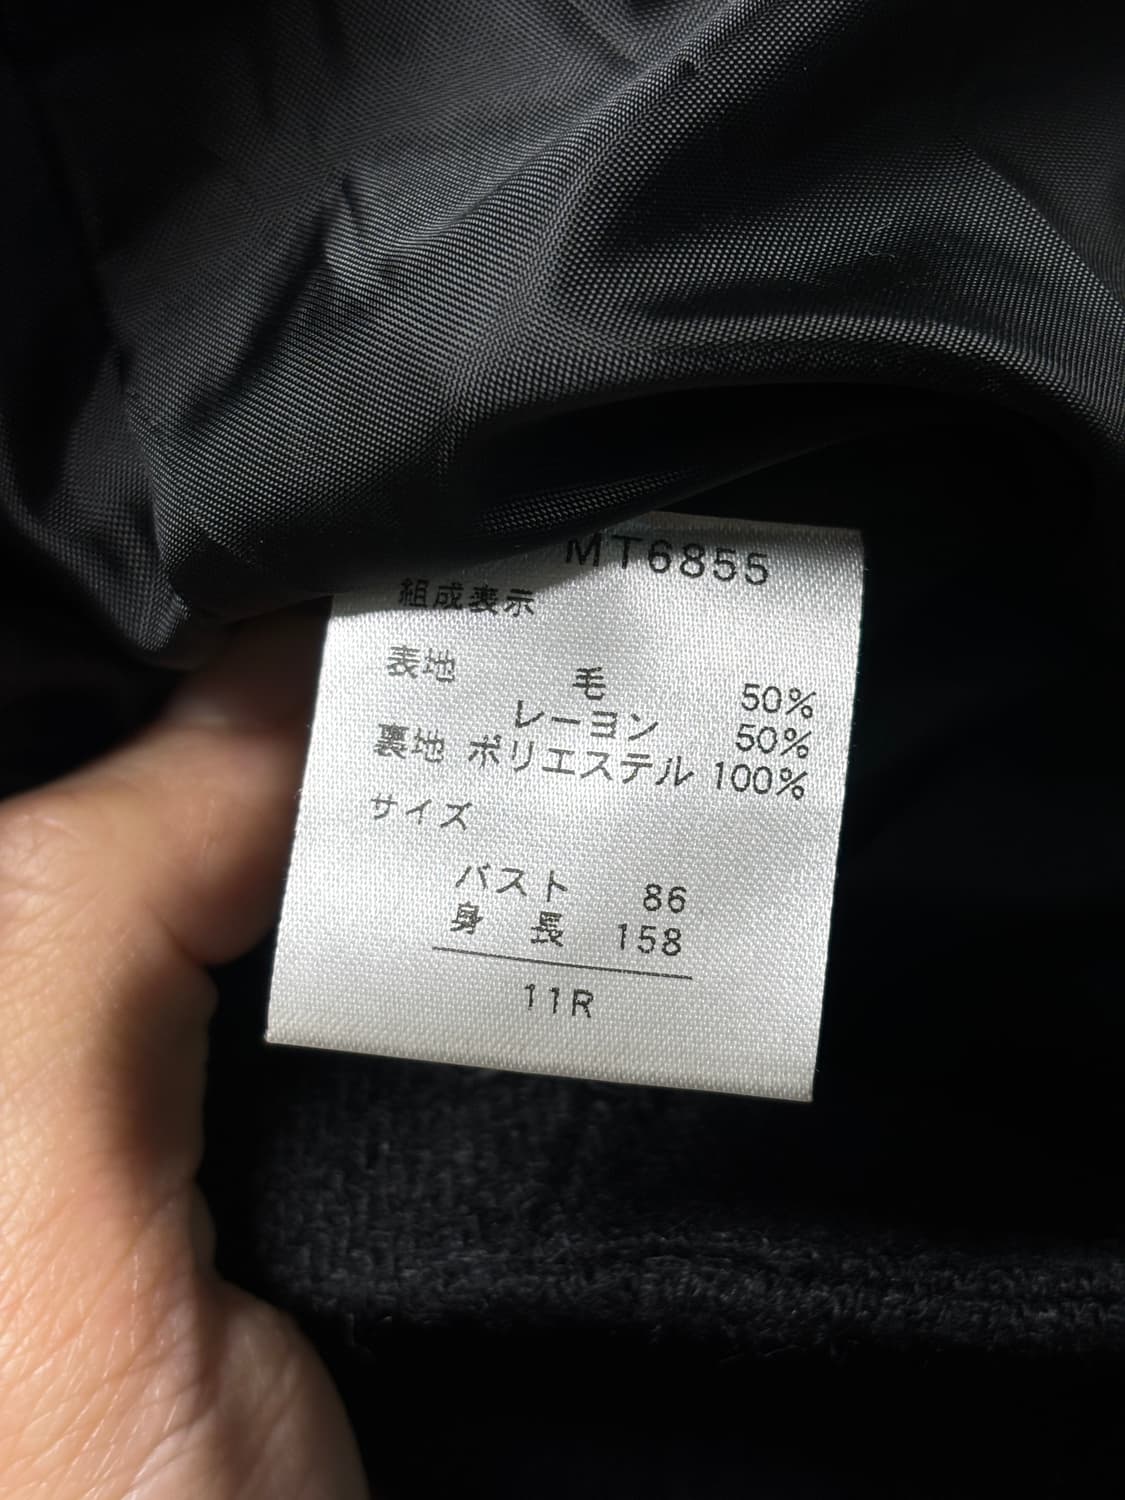 MT6855
組成表示
表地 毛 50%
レーヨン 50%
裏地 ポリエステル 100%
サイズ
バスト 86
身長 158
11R